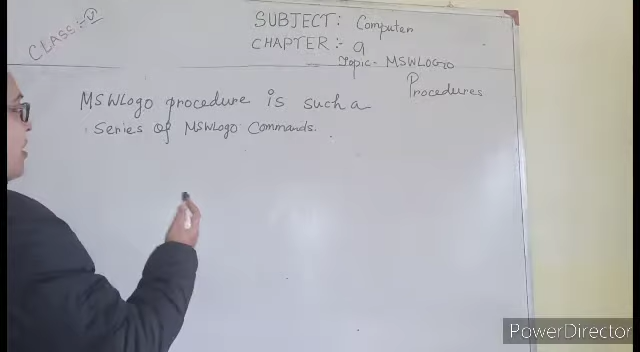 CLASS:- V
SUBJECT: Computer
CHAPTER:- 9
Topic- MSWLOGO
Procedures
MSWLogo procedure is such a
series of MSWLogo Commands.
PowerDirector